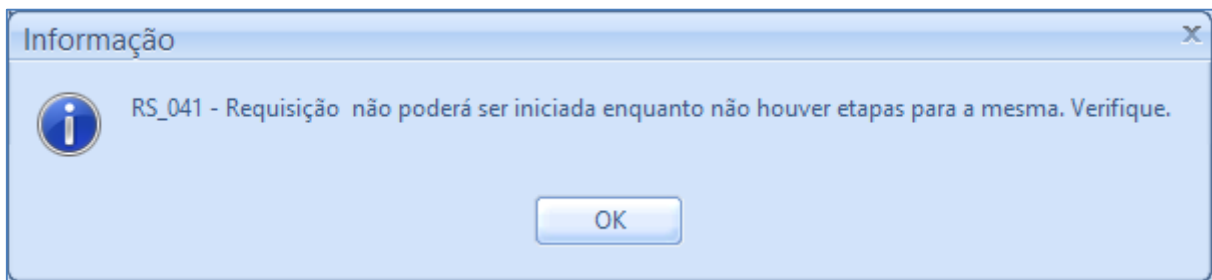 Informação
RS_041 - Requisição  não poderá ser iniciada enquanto não houver etapas para a mesma. Verifique.
OK